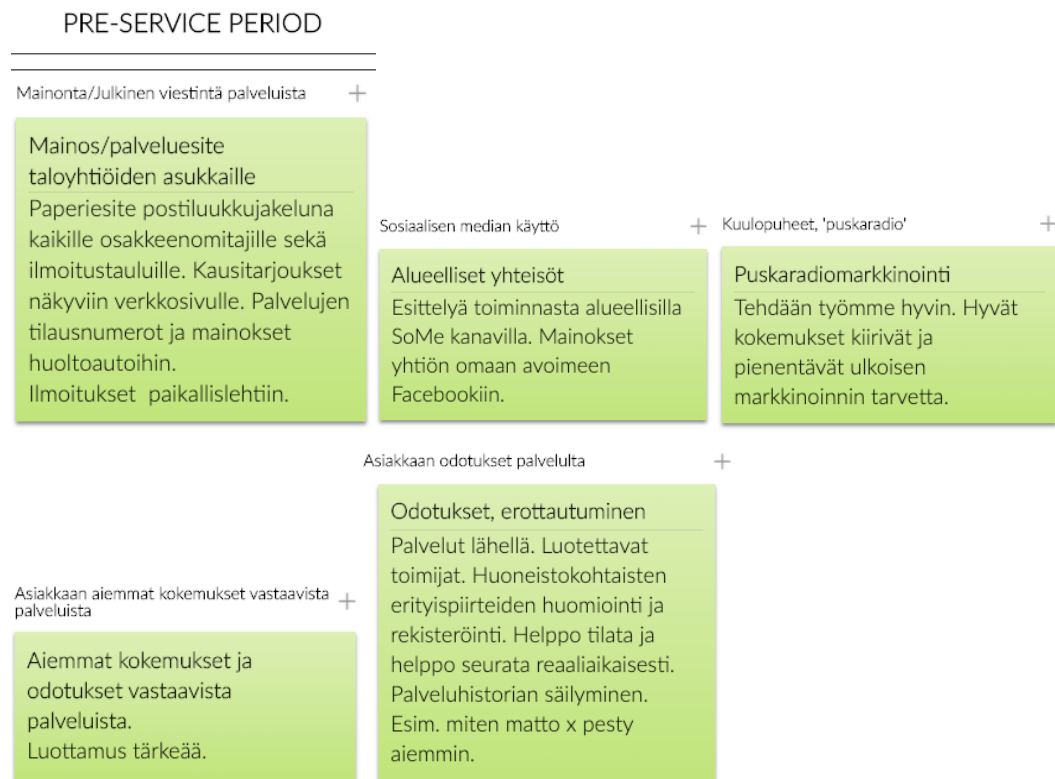 PRE-SERVICE PERIOD
Mainonta/Julkinen viestintä palveluista
Mainos/palveluesite
taloyhtiöiden asukkaille
Paperiesite postiluukkujakeluna
kaikille osakkeenomitajille sekä
ilmoitustauluille. Kausitarjoukset
näkyviin verkkosivulle. Palvelujen
tilausnumerot ja mainokset
huoltoautoihin.
Ilmoitukset paikallislehtiin.
Sosiaalisen median käyttö
Alueelliset yhteisöt
Esittelyä toiminnasta alueellisilla
SoMe kanavilla. Mainokset
yhtiön omaan avoimeen
Facebookiin.
Kuulopuheet, 'puskaradio'
Puskaradiomarkkinointi
Tehdään työmme hyvin. Hyvät
kokemukset kiirivät ja
pienentävät ulkoisen
markkinoinnin tarvetta.
Asiakkaan aiemmat kokemukset vastaavista
palveluista
Aiemmat kokemukset ja
odotukset vastaavista
palveluista.
Luottamus tärkeää.
Asiakkaan odotukset palvelulta
Odotukset, erottautuminen
Palvelut lähellä. Luotettavat
toimijat. Huoneistokohtaisten
erityispiirteiden huomiointi ja
rekisteröinti. Helppo tilata ja
helppo seurata reaaliaikaisesti.
Palveluhistorian säilyminen.
Esim. miten matto x pesty
aiemmin.